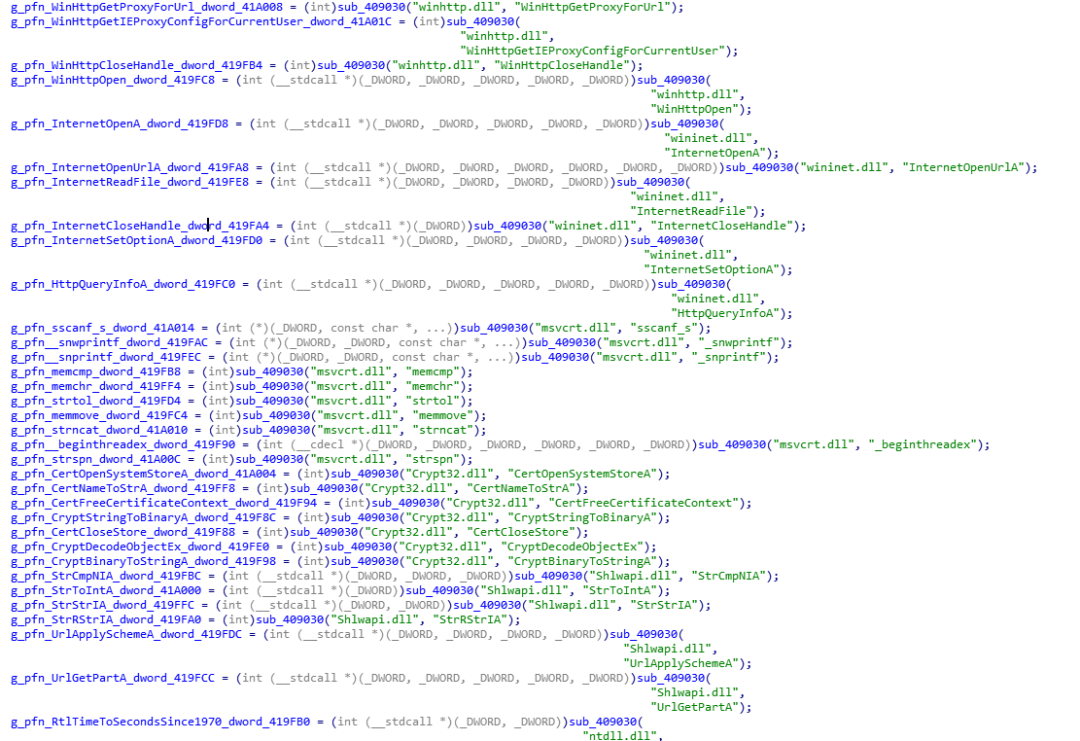 g_pfn_WinHttpGetProxyForUrl_dword_41A008 = (int)sub_409030("winhttp.dll", "WinHttpGetProxyForUrl");
g_pfn_WinHttpGetIEProxyConfigForCurrentUser_dword_41A01C = (int)sub_409030(
"winhttp.dll",
"WinHttpGetIEProxyConfigForCurrentUser");
g_pfn_WinHttpCloseHandle_dword_419FB4 = (int)sub_409030("winhttp.dll", "WinHttpCloseHandle");
g_pfn_WinHttpOpen_dword_419FC8 = (int (__stdcall *)(_DWORD, _DWORD, _DWORD, _DWORD, _DWORD))sub_409030(
"winhttp.dll",
"WinHttpOpen");
g_pfn_InternetOpenA_dword_419FD8 = (int (__stdcall *)(_DWORD, _DWORD, _DWORD, _DWORD, _DWORD))sub_409030(
"wininet.dll",
"InternetOpenA");
g_pfn_InternetOpenUrlA_dword_419FA8 = (int (__stdcall *)(_DWORD, _DWORD, _DWORD, _DWORD, _DWORD, _DWORD))sub_409030("wininet.dll", "InternetOpenUrlA");
g_pfn_InternetReadFile_dword_419FE8 = (int (__stdcall *)(_DWORD, _DWORD, _DWORD, _DWORD))sub_409030(
"wininet.dll",
"InternetReadFile");
g_pfn_InternetCloseHandle_dword_419FA4 = (int (__stdcall *)(_DWORD))sub_409030("wininet.dll", "InternetCloseHandle");
g_pfn_InternetSetOptionA_dword_419FD0 = (int (__stdcall *)(_DWORD, _DWORD, _DWORD, _DWORD))sub_409030(
"wininet.dll",
"InternetSetOptionA");
g_pfn_HttpQueryInfoA_dword_419FC0 = (int (__stdcall *)(_DWORD, _DWORD, _DWORD, _DWORD, _DWORD))sub_409030(
"wininet.dll",
"HttpQueryInfoA");
g_pfn_sscanf_s_dword_41A014 = (int (*)(_DWORD, const char *, ...))sub_409030("msvcrt.dll", "sscanf_s");
g_pfn__snwprintf_dword_419FAC = (int (*)(_DWORD, _DWORD, const char *, ...))sub_409030("msvcrt.dll", "_snwprintf");
g_pfn__snprintf_dword_419FEC = (int (*)(_DWORD, _DWORD, const char *, ...))sub_409030("msvcrt.dll", "_snprintf");
g_pfn_memcmp_dword_419FB8 = (int)sub_409030("msvcrt.dll", "memcmp");
g_pfn_memchr_dword_419FF4 = (int)sub_409030("msvcrt.dll", "memchr");
g_pfn_strtol_dword_419FD4 = (int)sub_409030("msvcrt.dll", "strtol");
g_pfn_memmove_dword_419FC4 = (int)sub_409030("msvcrt.dll", "memmove");
g_pfn_strncat_dword_41A010 = (int)sub_409030("msvcrt.dll", "strncat");
g_pfn__beginthreadex_dword_419F90 = (int (__cdecl *)(_DWORD, _DWORD, _DWORD, _DWORD, _DWORD, _DWORD))sub_409030("msvcrt.dll", "_beginthreadex");
g_pfn_strspn_dword_41A00C = (int)sub_409030("msvcrt.dll", "strspn");
g_pfn_CertOpenSystemStoreA_dword_41A004 = (int)sub_409030("Crypt32.dll", "CertOpenSystemStoreA");
g_pfn_CertNameToStrA_dword_419FF8 = (int)sub_409030("Crypt32.dll", "CertNameToStrA");
g_pfn_CertFreeCertificateContext_dword_419F94 = (int)sub_409030("Crypt32.dll", "CertFreeCertificateContext");
g_pfn_CryptStringToBinaryA_dword_419F8C = (int)sub_409030("Crypt32.dll", "CryptStringToBinaryA");
g_pfn_CertCloseStore_dword_419F88 = (int)sub_409030("Crypt32.dll", "CertCloseStore");
g_pfn_CryptDecodeObjectEx_dword_419FE0 = (int)sub_409030("Crypt32.dll", "CryptDecodeObjectEx");
g_pfn_CryptBinaryToStringA_dword_419F98 = (int)sub_409030("Crypt32.dll", "CryptBinaryToStringA");
g_pfn_StrCmpNIA_dword_419FBC = (int (__stdcall *)(_DWORD, _DWORD, _DWORD))sub_409030("Shlwapi.dll", "StrCmpNIA");
g_pfn_StrToIntA_dword_41A000 = (int (__stdcall *)(_DWORD))sub_409030("Shlwapi.dll", "StrToIntA");
g_pfn_StrStrIA_dword_419FFC = (int (__stdcall *)(_DWORD, _DWORD))sub_409030("Shlwapi.dll", "StrStrIA");
g_pfn_StrRStrIA_dword_419FA0 = (int)sub_409030("Shlwapi.dll", "StrRStrIA");
g_pfn_UrlApplySchemeA_dword_419FDC = (int (__stdcall *)(_DWORD, _DWORD, _DWORD, _DWORD))sub_409030(
"Shlwapi.dll",
"UrlApplySchemeA");
g_pfn_UrlGetPartA_dword_419FCC = (int (__stdcall *)(_DWORD, _DWORD, _DWORD, _DWORD, _DWORD))sub_409030(
"Shlwapi.dll",
"UrlGetPartA");
g_pfn_RtlTimeToSecondsSince1970_dword_419FB0 = (int (__stdcall *)(_DWORD, _DWORD))sub_409030(
"ntdll.dll",